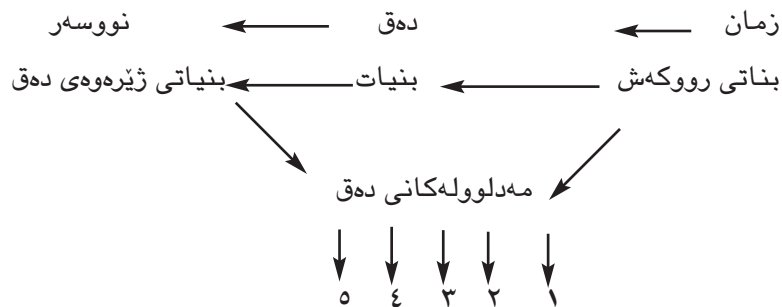 زمان دەق نووسەر
بناتی رووکەش بنیات بنیاتی ژێرەوەی دەق
مەدلوولەکانی دەق
١ ٢ ٣ ٤ ٥